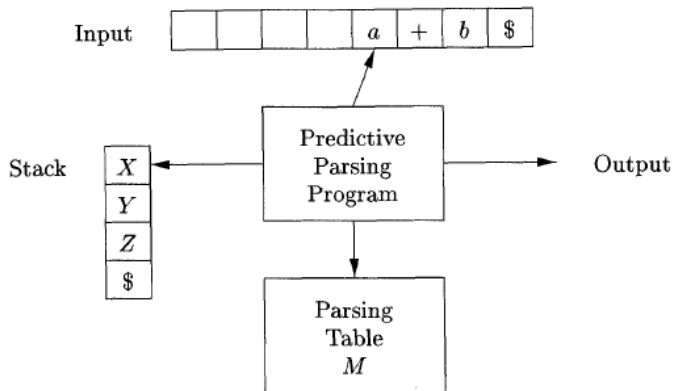 Input
a + b $
Predictive
Parsing
Program
Stack
X
Y
Z
$
Output
Parsing
Table
M